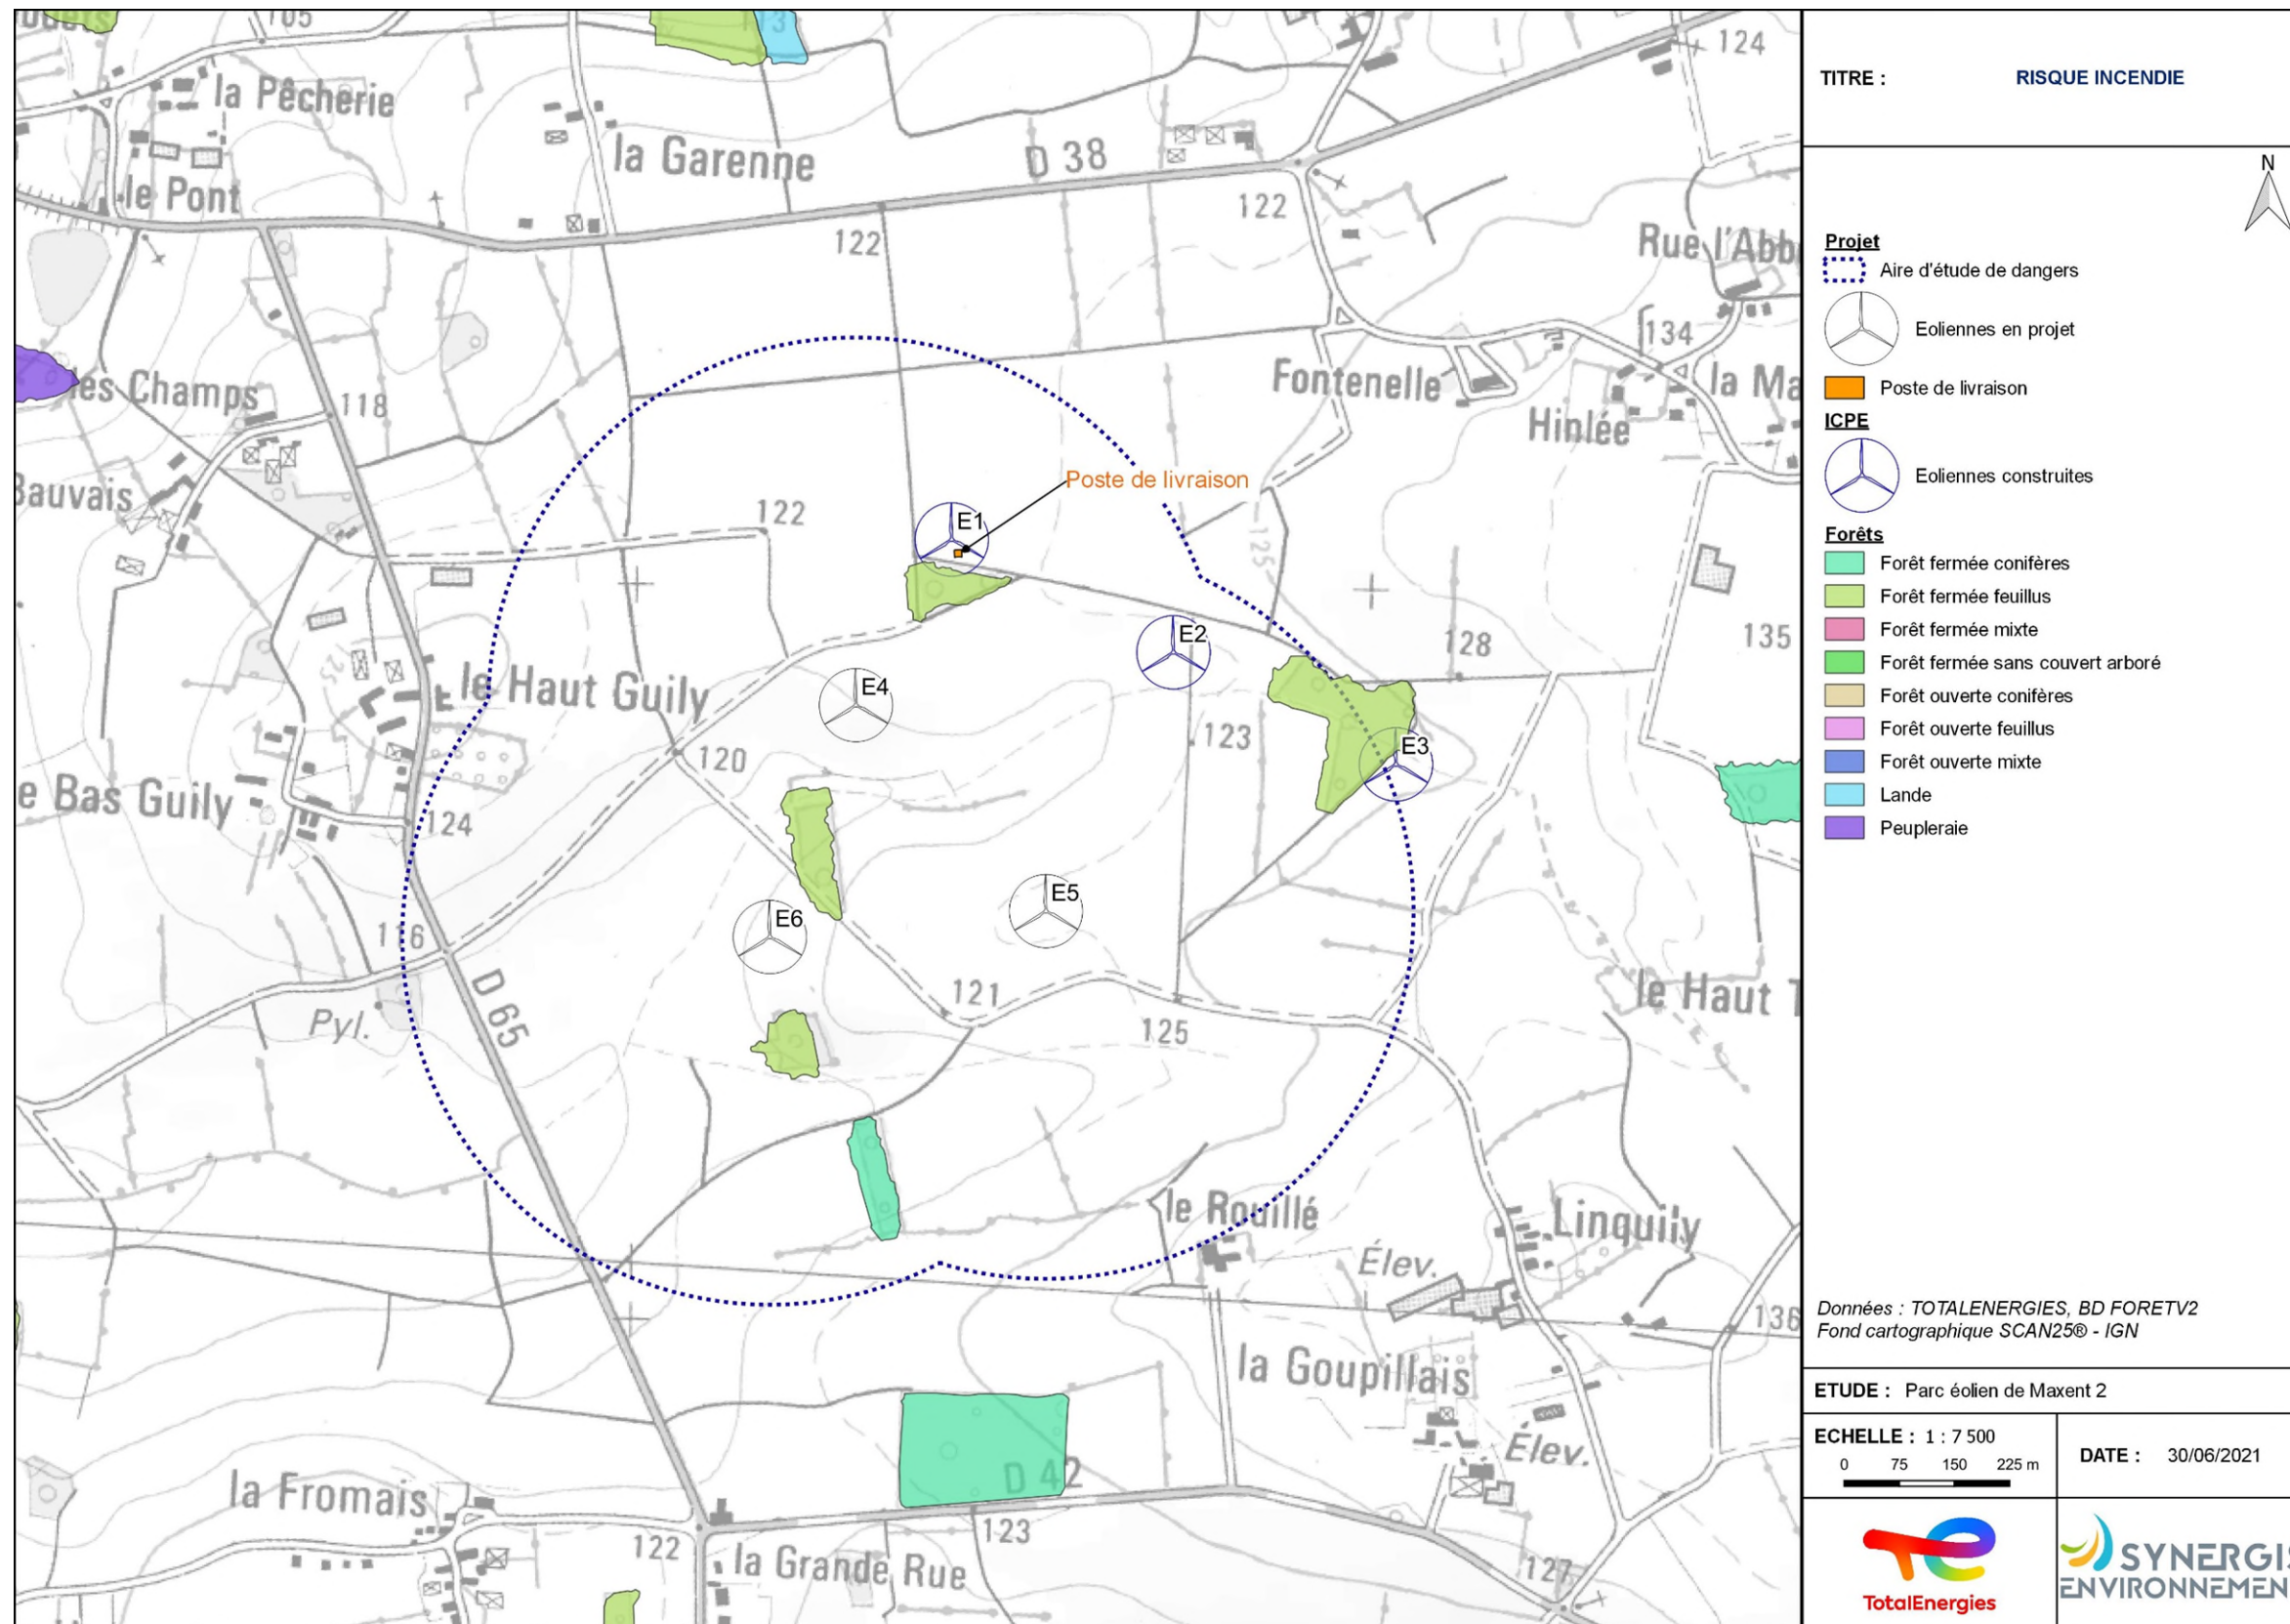 105
la Pêcherie
le Pont
la Garenne
D 38
124
122
122
Rue l'Abb
les Champs
118
Fontenelle
134
Hinlée
la Ma
Bauvais
Poste de livraison
122
E1
125
E2
128
135
le Haut Guily
E4
120
123
E3
e Bas Guily
124
E5
E6
116
D 65
121
125
Pyl.
le Haut T
le Rouillé
Linquily
Élev.
136
la Goupillais
Élev.
D 42
la Fromais
123
122
la Grande Rue
127
TITRE : RISQUE INCENDIE
N
Projet
Aire d'étude de dangers
Eoliennes en projet
Poste de livraison
ICPE
Eoliennes construites
Forêts
Forêt fermée conifères
Forêt fermée feuillus
Forêt fermée mixte
Forêt fermée sans couvert arboré
Forêt ouverte conifères
Forêt ouverte feuillus
Forêt ouverte mixte
Lande
Peupleraie
Données : TOTALENERGIES, BD FORETV2
Fond cartographique SCAN25® - IGN
ETUDE : Parc éolien de Maxent 2
ECHELLE : 1 : 7 500
0 75 150 225 m
DATE : 30/06/2021
TotalEnergies
SYNERGIS
ENVIRONNEMEN